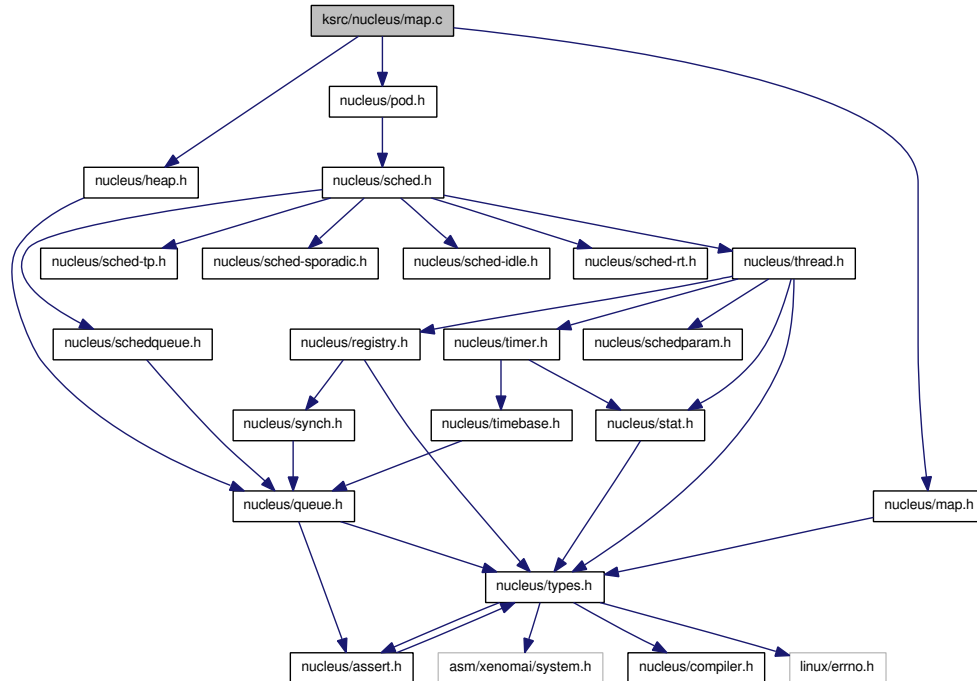 ksrc/nucleus/map.c
nucleus/pod.h
nucleus/heap.h
nucleus/sched.h
nucleus/sched-tp.h
nucleus/sched-sporadic.h
nucleus/sched-idle.h
nucleus/sched-rt.h
nucleus/thread.h
nucleus/schedqueue.h
nucleus/registry.h
nucleus/timer.h
nucleus/schedparam.h
nucleus/synch.h
nucleus/timebase.h
nucleus/stat.h
nucleus/queue.h
nucleus/map.h
nucleus/types.h
nucleus/assert.h
asm/xenomai/system.h
nucleus/compiler.h
linux/errno.h